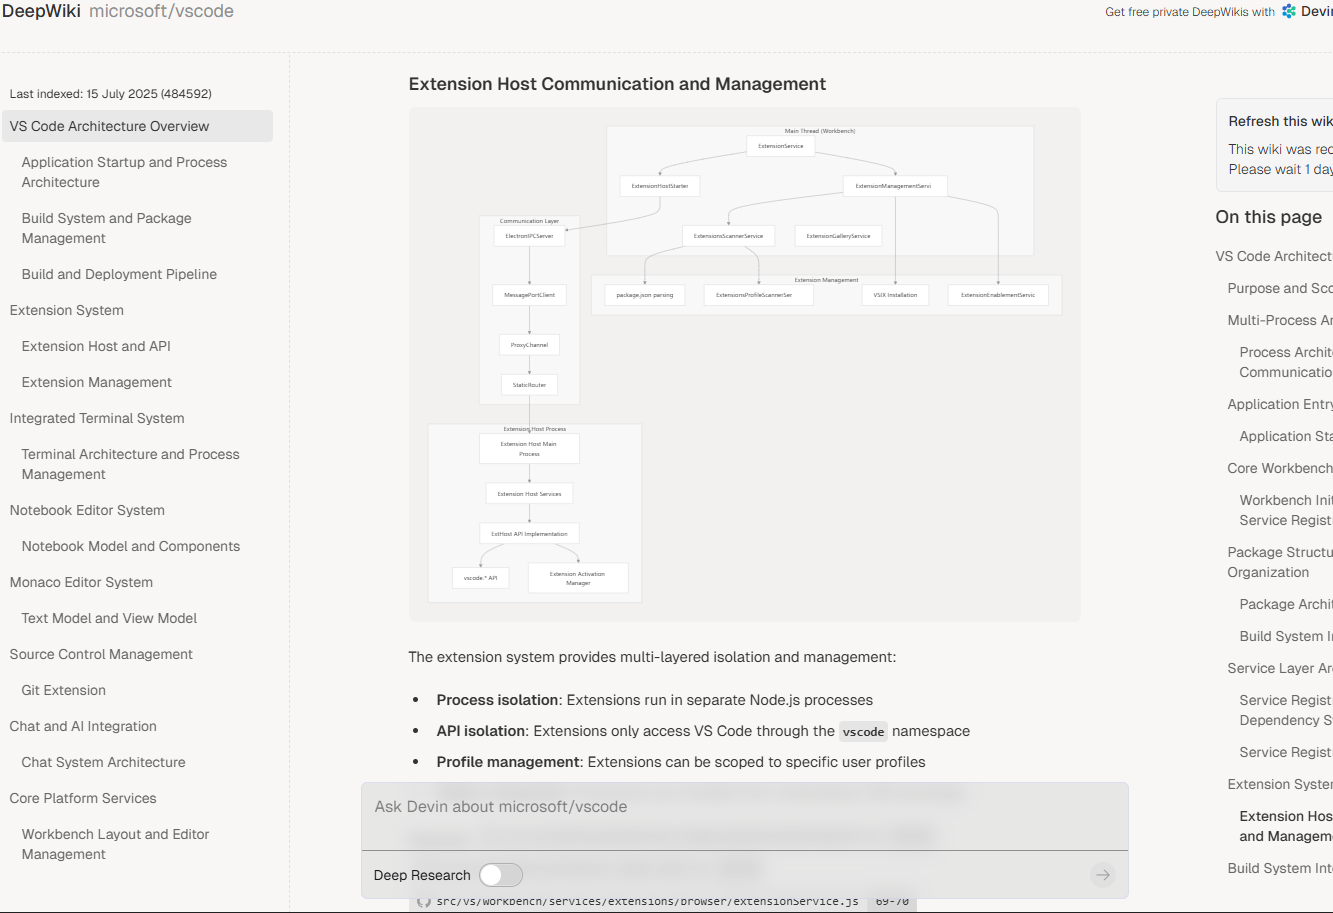 DeepWiki microsoft/vscode
Get free private DeepWikis with Devin
Last indexed: 15 July 2025 (484592)
VS Code Architecture Overview
Application Startup and Process
Architecture
Build System and Package
Management
Build and Deployment Pipeline
Extension System
Extension Host and API
Extension Management
Integrated Terminal System
Terminal Architecture and Process
Management
Notebook Editor System
Notebook Model and Components
Monaco Editor System
Text Model and View Model
Source Control Management
Git Extension
Chat and AI Integration
Chat System Architecture
Core Platform Services
Workbench Layout and Editor
Management
Extension Host Communication and Management
Main Thread (Workbench)
ExtensionService
ExtensionHostStarter
ExtensionManagementServi
Communication Layer
ElectronIPCServer
ExtensionsScannerService
ExtensionGalleryService
Extension Management
MessagePortClient
package.json parsing
ExtensionsProfileScannerSer
VSIX Installation
ExtensionEnablementServic
ProxyChannel
StaticRouter
Extension Host Process
Extension Host Main
Process
Extension Host Services
ExtHost API Implementation
vscode.* API
Extension Activation
Manager
The extension system provides multi-layered isolation and management:
• Process isolation: Extensions run in separate Node.js processes
• API isolation: Extensions only access VS Code through the vscode namespace
• Profile management: Extensions can be scoped to specific user profiles
Ask Devin about microsoft/vscode
Deep Research
src/vs/workbench/services/extensions/browser/extensionService.js 69-70
Refresh this wik
This wiki was rec
Please wait 1 day
On this page
VS Code Architectu
Purpose and Sco
Multi-Process Ar
Process Archite
Communicatio
Application Entry
Application Sta
Core Workbench
Workbench Init
Service Registr
Package Structu
Organization
Package Archit
Build System In
Service Layer Ar
Service Registr
Dependency S
Service Registr
Extension System
Extension Hos
and Managem
Build System Inte